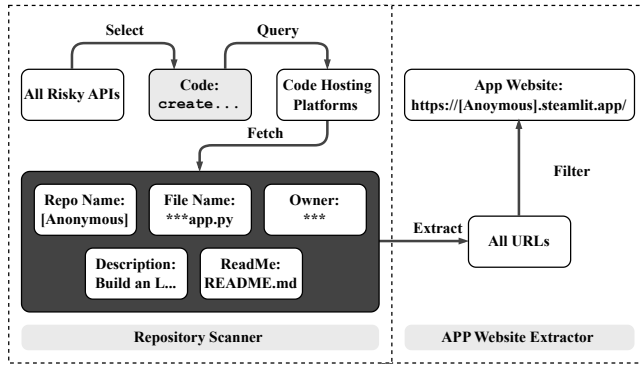 Select
Query
All Risky APIs
Code:
create...
Code Hosting
Platforms
App Website:
https://[Anoymous].steamlit.app/
Fetch
Filter
Repo Name:
[Anonymous]
File Name:
***app.py
Owner:
***
Extract
All URLs
Description:
Build an L...
ReadMe:
README.md
Repository Scanner
APP Website Extractor